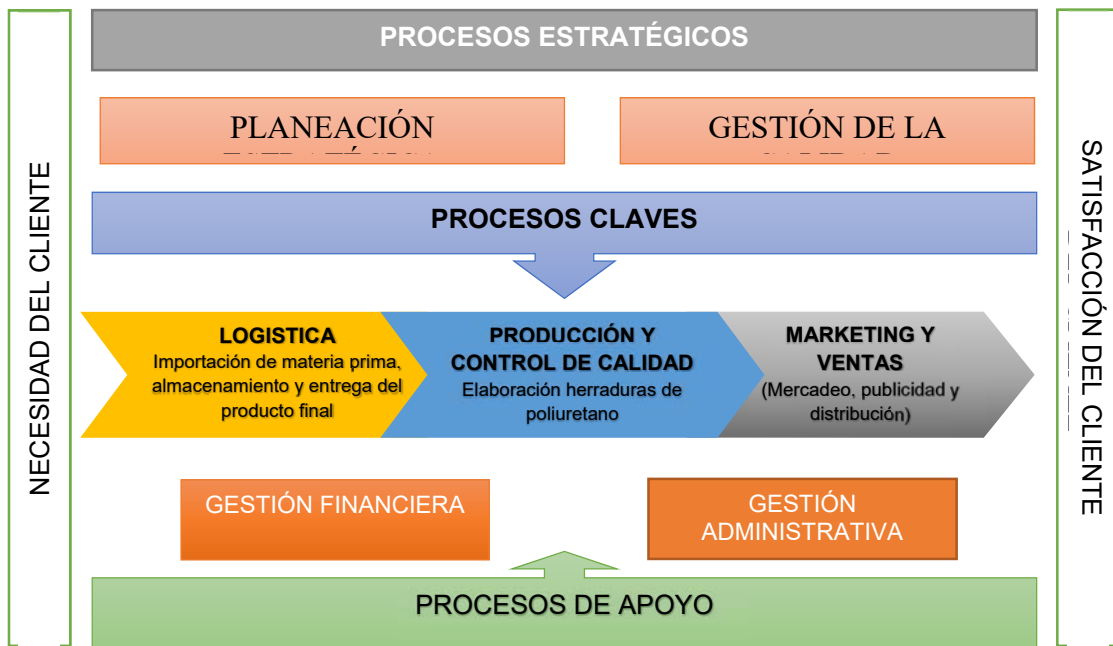 NECESIDAD DEL CLIENTE
PROCESOS ESTRATÉGICOS
PLANEACIÓN
GESTIÓN DE LA
PROCESOS CLAVES
LOGISTICA
Importación de materia prima,
almacenamiento y entrega del
producto final
PRODUCCIÓN Y
CONTROL DE CALIDAD
Elaboración herraduras de
poliuretano
MARKETING Y
VENTAS
(Mercadeo, publicidad y
distribución)
GESTIÓN FINANCIERA
GESTIÓN
ADMINISTRATIVA
PROCESOS DE APOYO
SATISFACCIÓN DEL CLIENTE